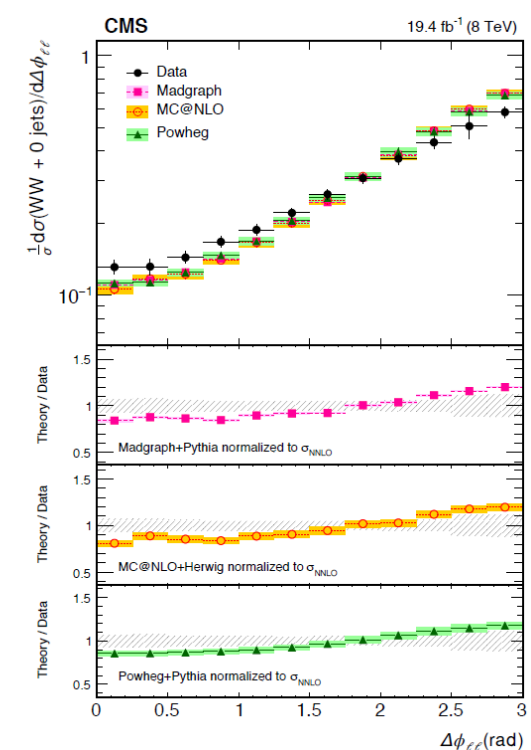 CMS 19.4 fb⁻¹ (8 TeV)
1/σ dσ(WW + 0 jets)/dΔϕℓℓ
1
10⁻¹
Data
Madgraph
MC@NLO
Powheg
Theory / Data
1.5
1
0.5
Madgraph+Pythia normalized to σNNLO
Theory / Data
1.5
1
0.5
MC@NLO+Herwig normalized to σNNLO
Theory / Data
1.5
1
0.5
Powheg+Pythia normalized to σNNLO
0 0.5 1 1.5 2 2.5 3
Δϕℓℓ(rad)